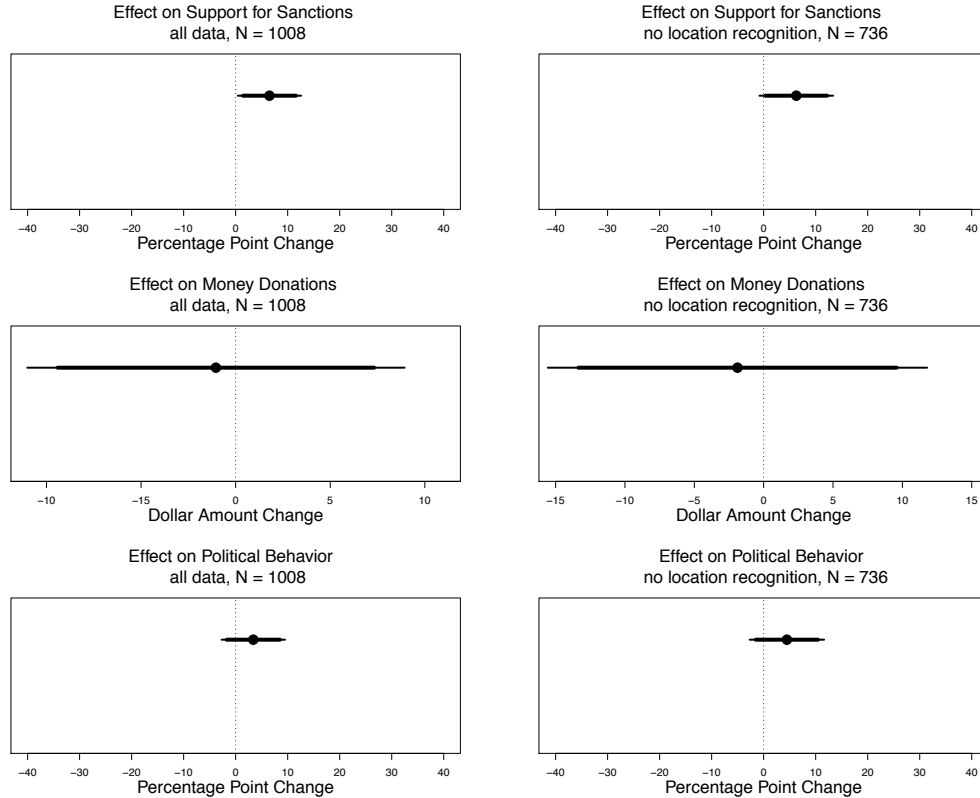 Effect on Support for Sanctions
all data, N = 1008
−40 −30 −20 −10 0 10 20 30 40
Percentage Point Change
Effect on Support for Sanctions
no location recognition, N = 736
−40 −30 −20 −10 0 10 20 30 40
Percentage Point Change
Effect on Money Donations
all data, N = 1008
−10 −15 0 5 10
Dollar Amount Change
Effect on Money Donations
no location recognition, N = 736
−15 −10 −5 0 5 10 15
Dollar Amount Change
Effect on Political Behavior
all data, N = 1008
−40 −30 −20 −10 0 10 20 30 40
Percentage Point Change
Effect on Political Behavior
no location recognition, N = 736
−40 −30 −20 −10 0 10 20 30 40
Percentage Point Change